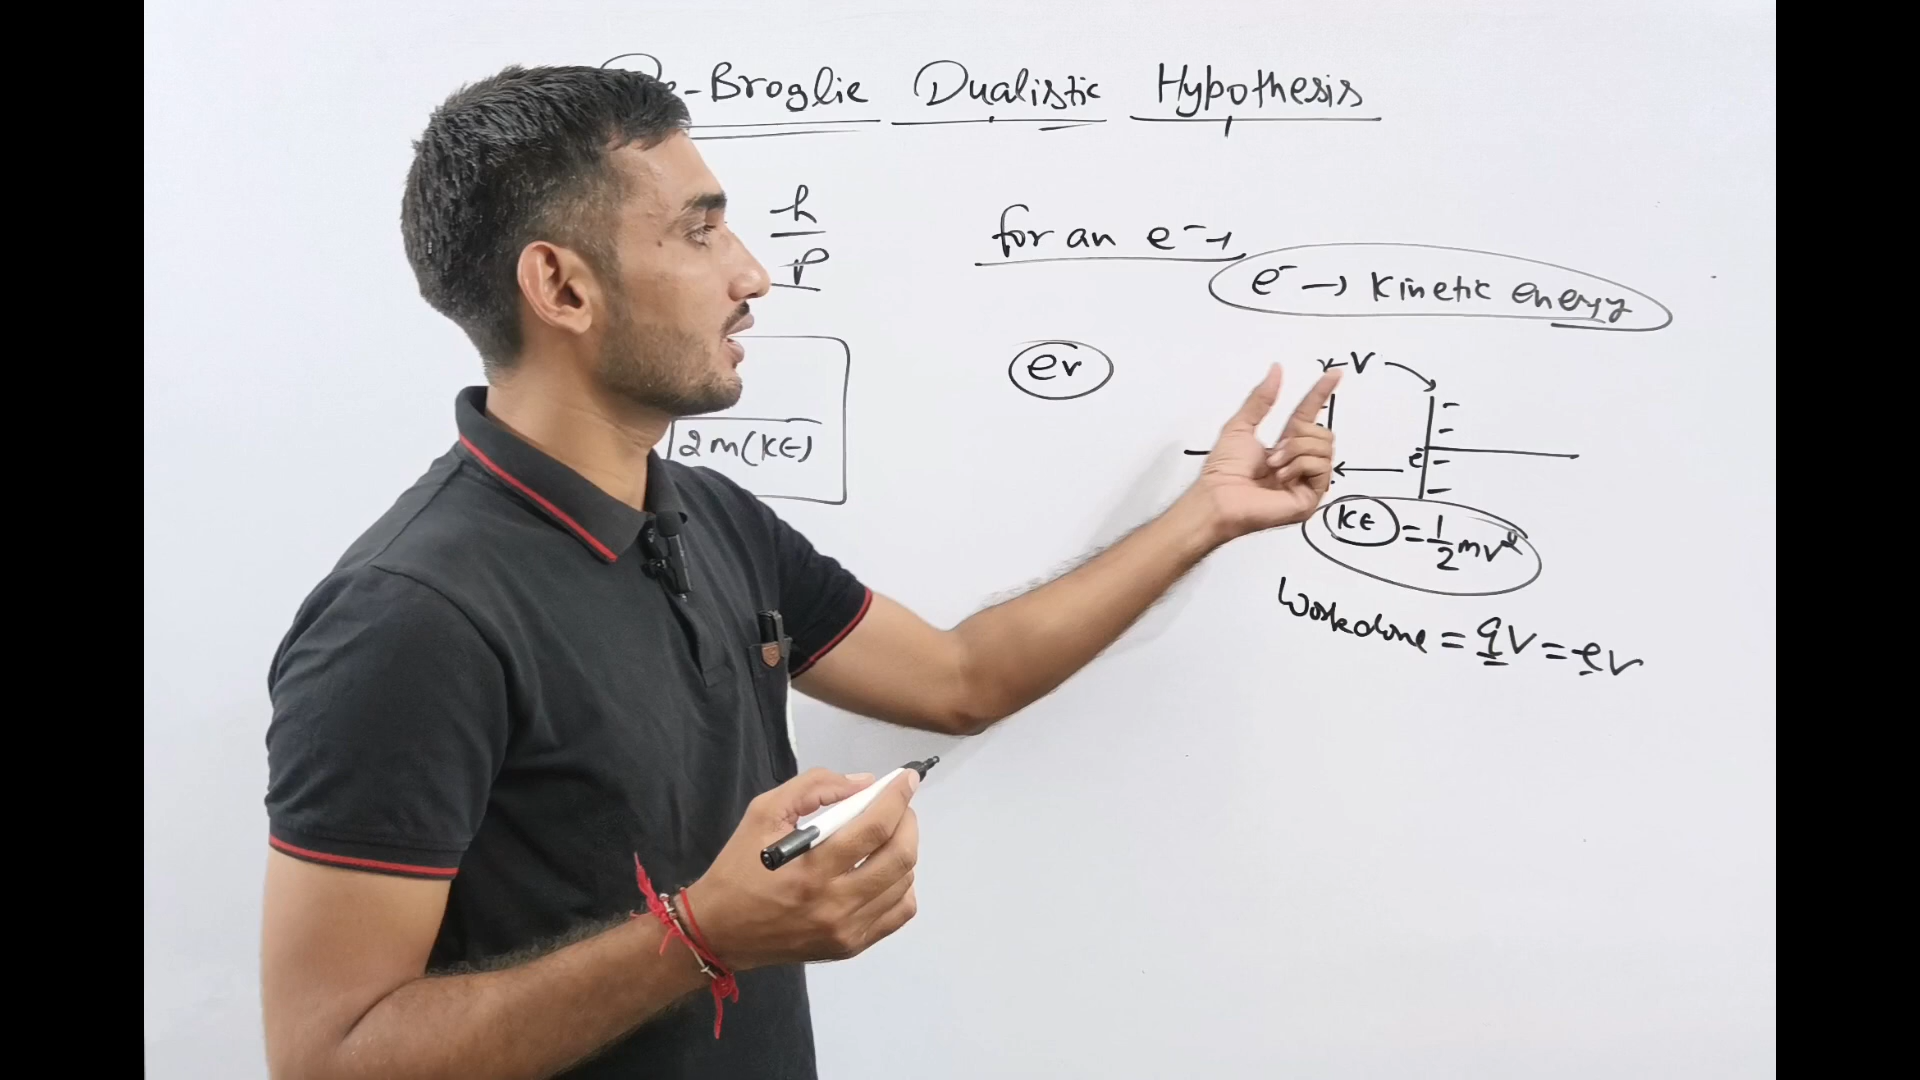 -Broglie Dualistic Hypothesis
h
P
for an e⁻→
e⁻ → Kinetic energy
eV
V
2m(KE)
e
KE = 1/2 mv²
Workdone = qV = eV